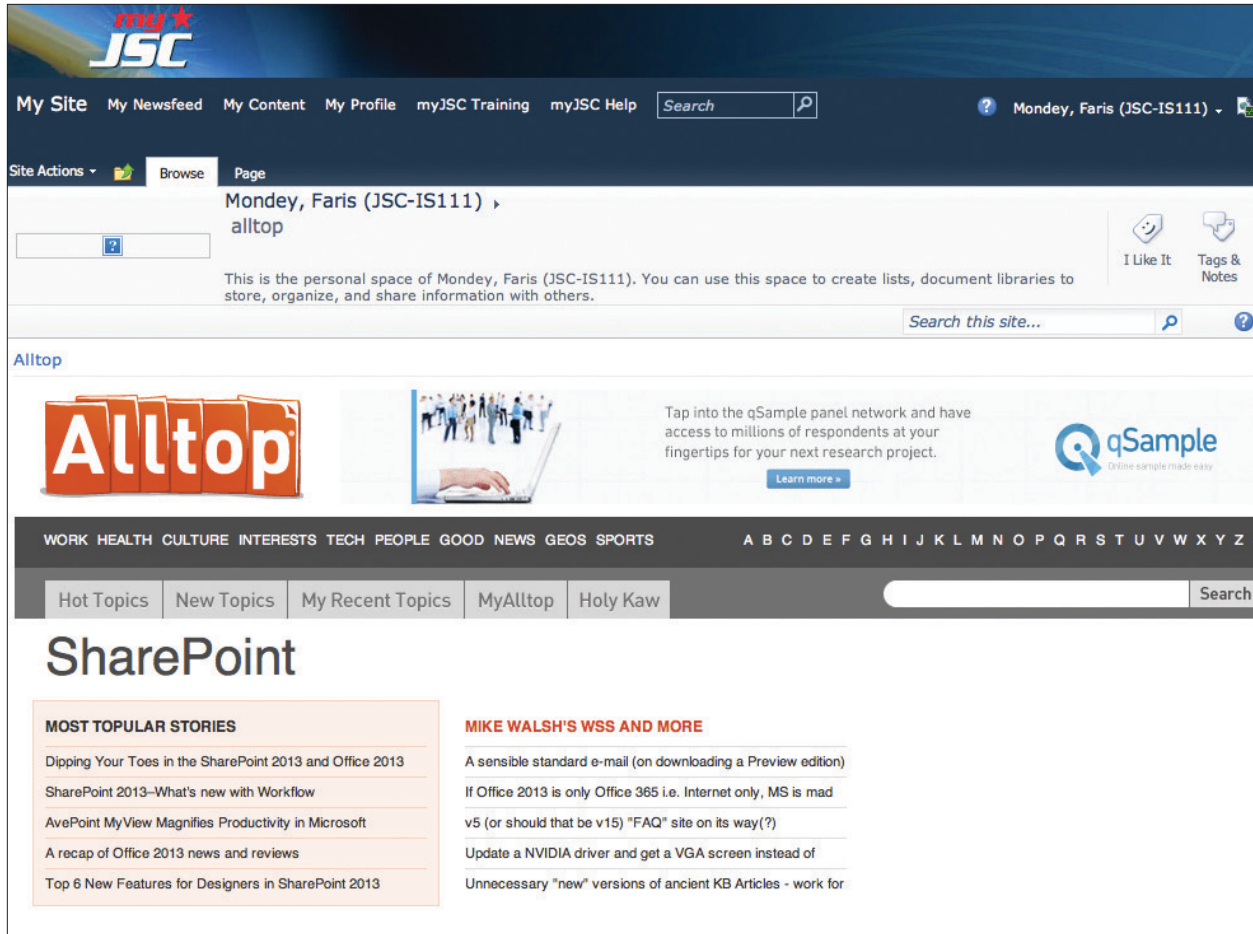 my
JSC
My Site My Newsfeed My Content My Profile myJSC Training myJSC Help Search ? Mondey, Faris (JSC-IS111)
Site Actions Browse Page
Mondey, Faris (JSC-IS111)
alltop
?
I Like It Tags &
Notes
This is the personal space of Mondey, Faris (JSC-IS111). You can use this space to create lists, document libraries to
store, organize, and share information with others.
Search this site... ?
Alltop
Alltop
Tap into the qSample panel network and have
access to millions of respondents at your
fingertips for your next research project.
Learn more »
qSample
Online sample made easy
WORK HEALTH CULTURE INTERESTS TECH PEOPLE GOOD NEWS GEOS SPORTS A B C D E F G H I J K L M N O P Q R S T U V W X Y Z
Hot Topics New Topics My Recent Topics MyAlltop Holy Kaw Search
SharePoint
MOST TOPULAR STORIES
Dipping Your Toes in the SharePoint 2013 and Office 2013
SharePoint 2013–What's new with Workflow
AvePoint MyView Magnifies Productivity in Microsoft
A recap of Office 2013 news and reviews
Top 6 New Features for Designers in SharePoint 2013
MIKE WALSH'S WSS AND MORE
A sensible standard e-mail (on downloading a Preview edition)
If Office 2013 is only Office 365 i.e. Internet only, MS is mad
v5 (or should that be v15) "FAQ" site on its way(?)
Update a NVIDIA driver and get a VGA screen instead of
Unnecessary "new" versions of ancient KB Articles - work for